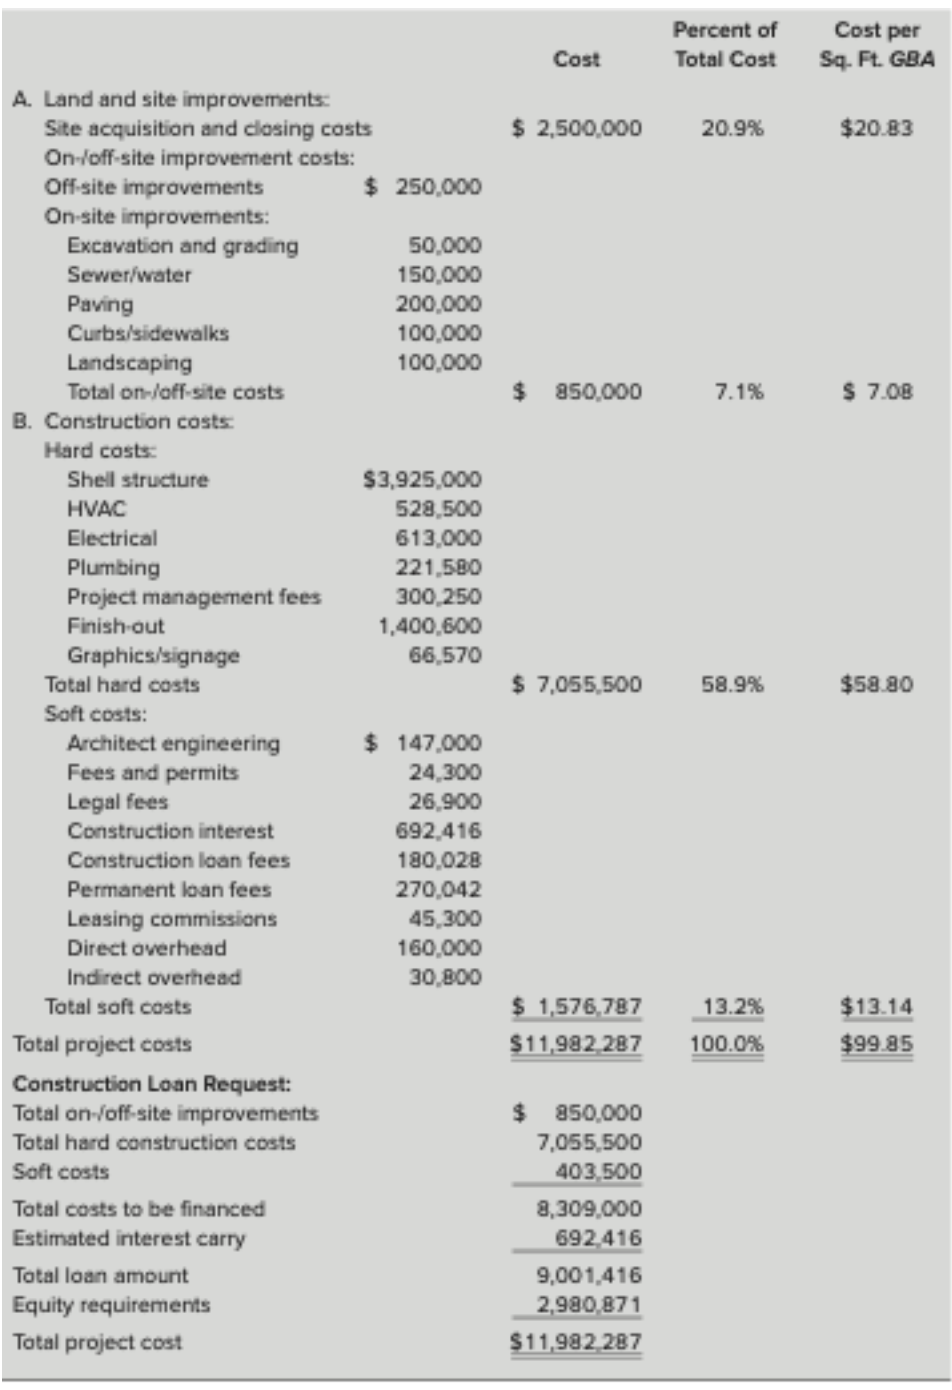 Percent of Cost per
Cost Total Cost Sq. Ft. GBA
A. Land and site improvements:
Site acquisition and closing costs $ 2,500,000 20.9% $20.83
On-/off-site improvement costs:
Off-site improvements $ 250,000
On-site improvements:
Excavation and grading 50,000
Sewer/water 150,000
Paving 200,000
Curbs/sidewalks 100,000
Landscaping 100,000
Total on-/off-site costs $ 850,000 7.1% $ 7.08
B. Construction costs:
Hard costs:
Shell structure $3,925,000
HVAC 528,500
Electrical 613,000
Plumbing 221,580
Project management fees 300,250
Finish-out 1,400,600
Graphics/signage 66,570
Total hard costs $ 7,055,500 58.9% $58.80
Soft costs:
Architect engineering $ 147,000
Fees and permits 24,300
Legal fees 26,900
Construction interest 692,416
Construction loan fees 180,028
Permanent loan fees 270,042
Leasing commissions 45,300
Direct overhead 160,000
Indirect overhead 30,800
Total soft costs $ 1,576,787 13.2% $13.14
Total project costs $11,982,287 100.0% $99.85
Construction Loan Request:
Total on-/off-site improvements $ 850,000
Total hard construction costs 7,055,500
Soft costs 403,500
Total costs to be financed 8,309,000
Estimated interest carry 692,416
Total loan amount 9,001,416
Equity requirements 2,980,871
Total project cost $11,982,287